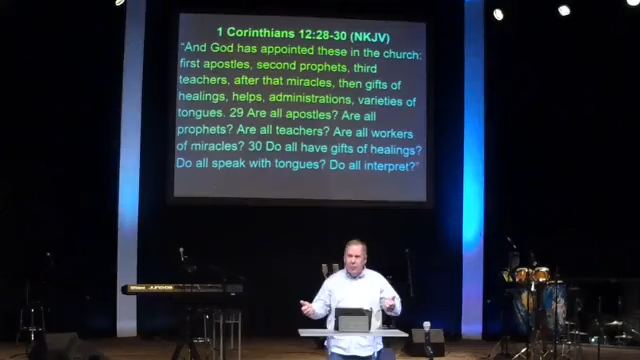 1 Corinthians 12:28-30 (NKJV)
“And God has appointed these in the church:
first apostles, second prophets, third
teachers, after that miracles, then gifts of
healings, helps, administrations, varieties of
tongues. 29 Are all apostles? Are all
prophets? Are all teachers? Are all workers
of miracles? 30 Do all have gifts of healings?
Do all speak with tongues? Do all interpret?”